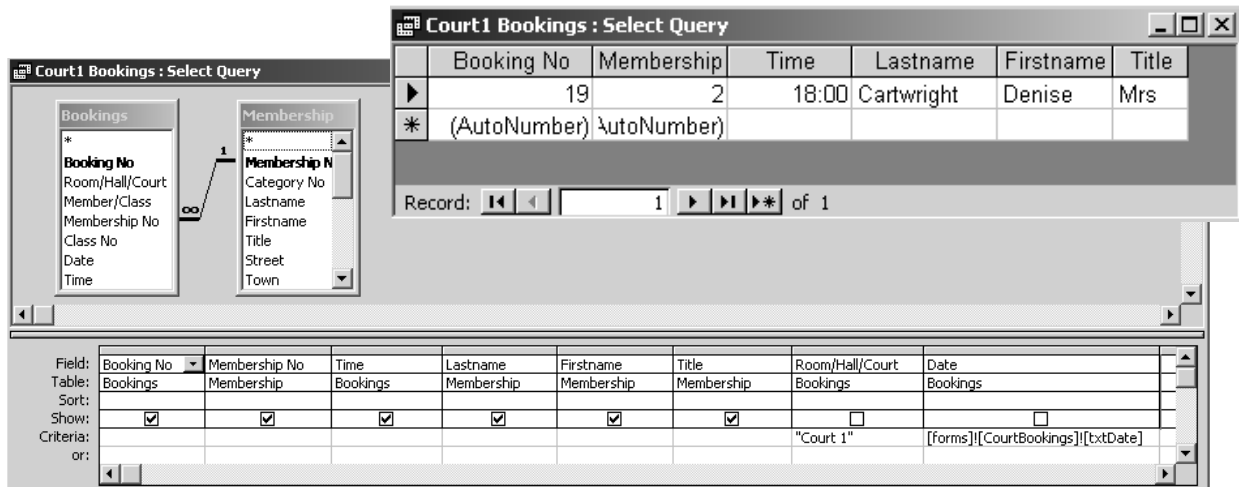 Court1 Bookings : Select Query
Booking No Membership Time Lastname Firstname Title
19 2 18:00 Cartwright Denise Mrs
(AutoNumber) AutoNumber)
Record: 1 of 1
Court1 Bookings : Select Query
Bookings
*
Booking No
Room/Hall/Court
Member/Class
Membership No
Class No
Date
Time
1
∞
Membership
*
Membership N
Category No
Lastname
Firstname
Title
Street
Town
Field: Booking No Membership No Time Lastname Firstname Title Room/Hall/Court Date
Table: Bookings Membership Bookings Membership Membership Membership Bookings Bookings
Sort:
Show:
Criteria: "Court 1" [forms]![CourtBookings]![txtDate]
or: